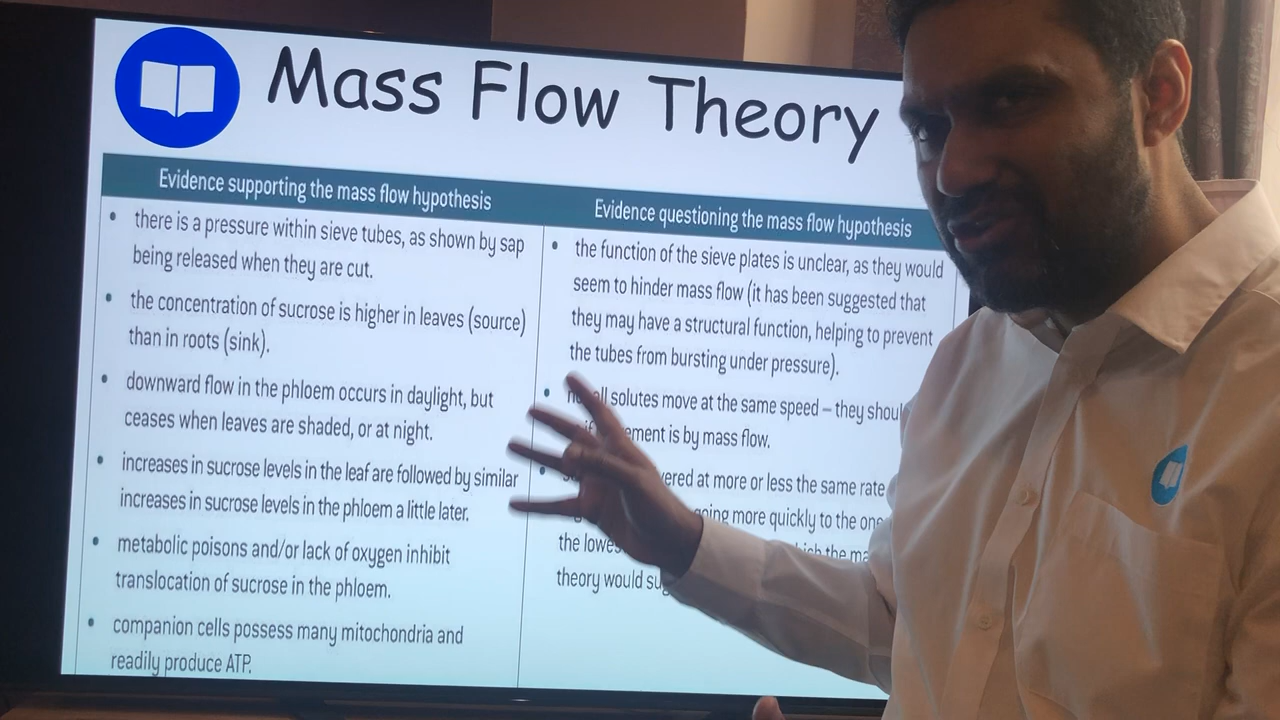 Mass Flow Theory
Evidence supporting the mass flow hypothesis
• there is a pressure within sieve tubes, as shown by sap
being released when they are cut.
• the concentration of sucrose is higher in leaves (source)
than in roots (sink).
• downward flow in the phloem occurs in daylight, but
ceases when leaves are shaded, or at night.
• increases in sucrose levels in the leaf are followed by similar
increases in sucrose levels in the phloem a little later.
• metabolic poisons and/or lack of oxygen inhibit
translocation of sucrose in the phloem.
• companion cells possess many mitochondria and
readily produce ATP.
Evidence questioning the mass flow hypothesis
• the function of the sieve plates is unclear, as they would
seem to hinder mass flow (it has been suggested that
they may have a structural function, helping to prevent
the tubes from bursting under pressure).
• all solutes move at the same speed – they
is by mass flow.
• at more or less the same rate
more quickly to the
the
theory would